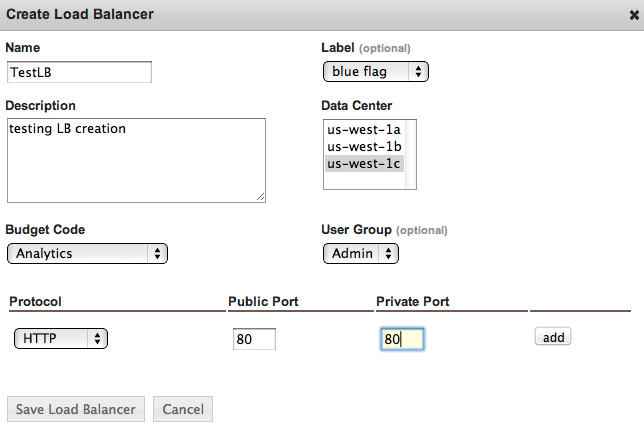 Create Load Balancer
Name
Label (optional)
TestLB
blue flag
Description
Data Center
testing LB creation
us-west-1a
us-west-1b
us-west-1c
Budget Code
User Group (optional)
Analytics
Admin
Protocol Public Port Private Port
HTTP 80 80 add
Save Load Balancer Cancel